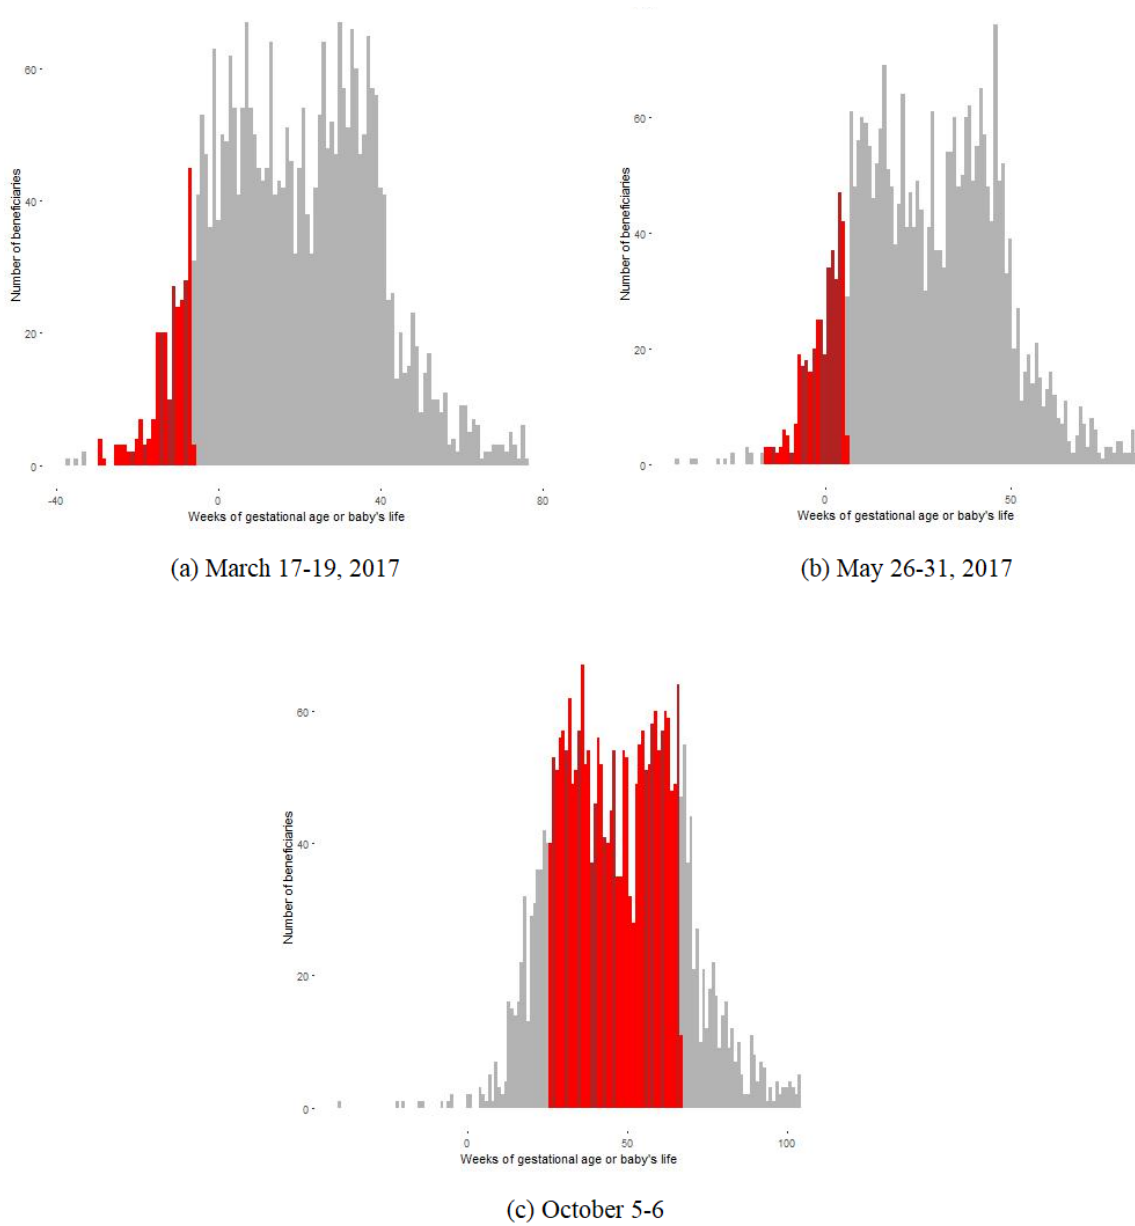 Number of beneficiaries
60
40
20
0
-40
0
40
80
Weeks of gestational age or baby's life
(a) March 17-19, 2017
Number of beneficiaries
60
40
20
0
0
50
Weeks of gestational age or baby's life
(b) May 26-31, 2017
Number of beneficiaries
60
40
20
0
0
50
100
Weeks of gestational age or baby's life
(c) October 5-6